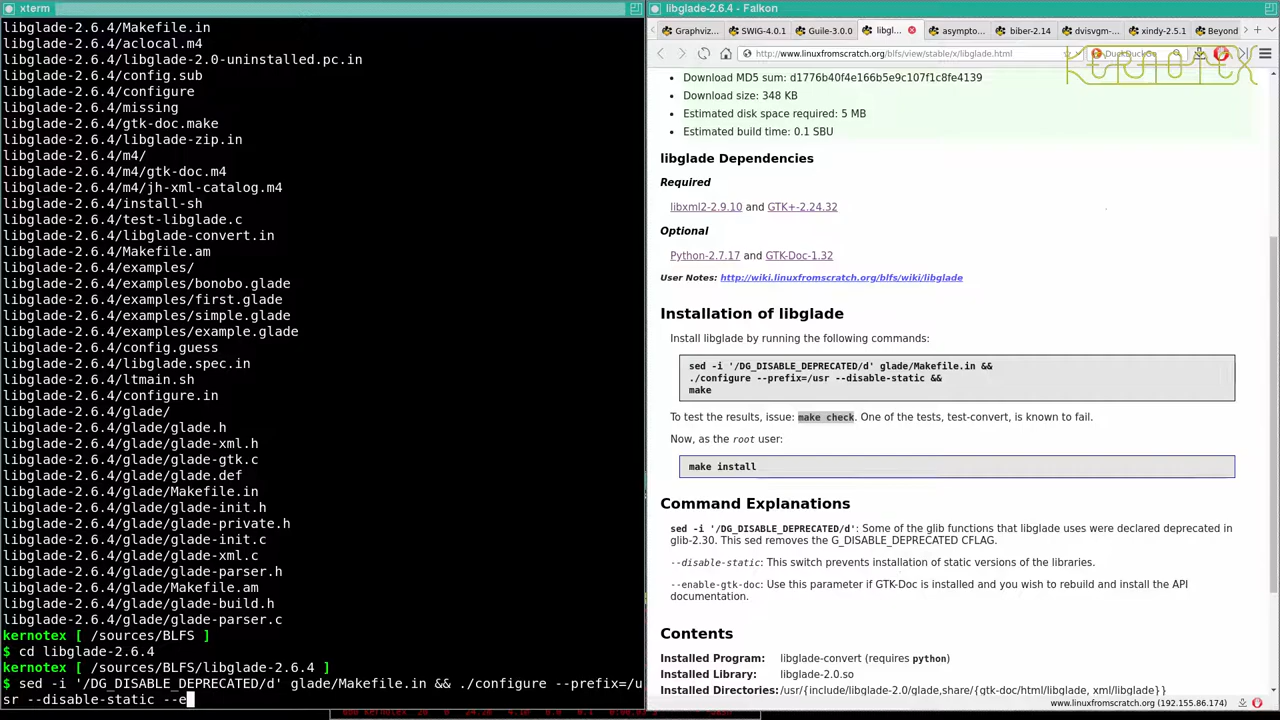 xterm
libglade-2.6.4/Makefile.in
libglade-2.6.4/aclocal.m4
libglade-2.6.4/libglade-2.0-uninstalled.pc.in
libglade-2.6.4/config.sub
libglade-2.6.4/configure
libglade-2.6.4/missing
libglade-2.6.4/gtk-doc.make
libglade-2.6.4/libglade-zip.in
libglade-2.6.4/m4/
libglade-2.6.4/m4/gtk-doc.m4
libglade-2.6.4/m4/jh-xml-catalog.m4
libglade-2.6.4/install-sh
libglade-2.6.4/test-libglade.c
libglade-2.6.4/libglade-convert.in
libglade-2.6.4/Makefile.am
libglade-2.6.4/examples/
libglade-2.6.4/examples/bonobo.glade
libglade-2.6.4/examples/first.glade
libglade-2.6.4/examples/simple.glade
libglade-2.6.4/examples/example.glade
libglade-2.6.4/config.guess
libglade-2.6.4/libglade.spec.in
libglade-2.6.4/ltmain.sh
libglade-2.6.4/configure.in
libglade-2.6.4/glade/
libglade-2.6.4/glade/glade.h
libglade-2.6.4/glade/glade-xml.h
libglade-2.6.4/glade/glade-gtk.c
libglade-2.6.4/glade/glade.def
libglade-2.6.4/glade/Makefile.in
libglade-2.6.4/glade/glade-init.h
libglade-2.6.4/glade/glade-private.h
libglade-2.6.4/glade/glade-init.c
libglade-2.6.4/glade/glade-xml.c
libglade-2.6.4/glade/glade-parser.h
libglade-2.6.4/glade/Makefile.am
libglade-2.6.4/glade/glade-build.h
libglade-2.6.4/glade/glade-parser.c
kernotex [ /sources/BLFS ]
$ cd libglade-2.6.4
kernotex [ /sources/BLFS/libglade-2.6.4 ]
$ sed -i '/DG_DISABLE_DEPRECATED/d' glade/Makefile.in && ./configure --prefix=/u
sr --disable-static --e
libglade-2.6.4 - Falkon
Graphviz... SWIG-4.0.1 Guile-3.0.0 libgl... asympto... biber-2.14 dvisvgm-... xindy-2.5.1 Beyond
http://www.linuxfromscratch.org/blfs/view/stable/x/libglade.html DuckDuckGo
KERNOTEX
• Download MD5 sum: d1776b40f4e166b5e9c107f1c8fe4139
• Download size: 348 KB
• Estimated disk space required: 5 MB
• Estimated build time: 0.1 SBU
libglade Dependencies
Required
libxml2-2.9.10 and GTK+-2.24.32
Optional
Python-2.7.17 and GTK-Doc-1.32
User Notes: http://wiki.linuxfromscratch.org/blfs/wiki/libglade
Installation of libglade
Install libglade by running the following commands:
sed -i '/DG_DISABLE_DEPRECATED/d' glade/Makefile.in &&
./configure --prefix=/usr --disable-static &&
make
To test the results, issue: make check. One of the tests, test-convert, is known to fail.
Now, as the root user:
make install
Command Explanations
sed -i '/DG_DISABLE_DEPRECATED/d': Some of the glib functions that libglade uses were declared deprecated in
glib-2.30. This sed removes the G_DISABLE_DEPRECATED CFLAG.
--disable-static: This switch prevents installation of static versions of the libraries.
--enable-gtk-doc: Use this parameter if GTK-Doc is installed and you wish to rebuild and install the API
documentation.
Contents
Installed Program: libglade-convert (requires python)
Installed Library: libglade-2.0.so
Installed Directories: /usr/{include/libglade-2.0/glade,share/{gtk-doc/html/libglade, xml/libglade}}
www.linuxfromscratch.org (192.155.86.174)